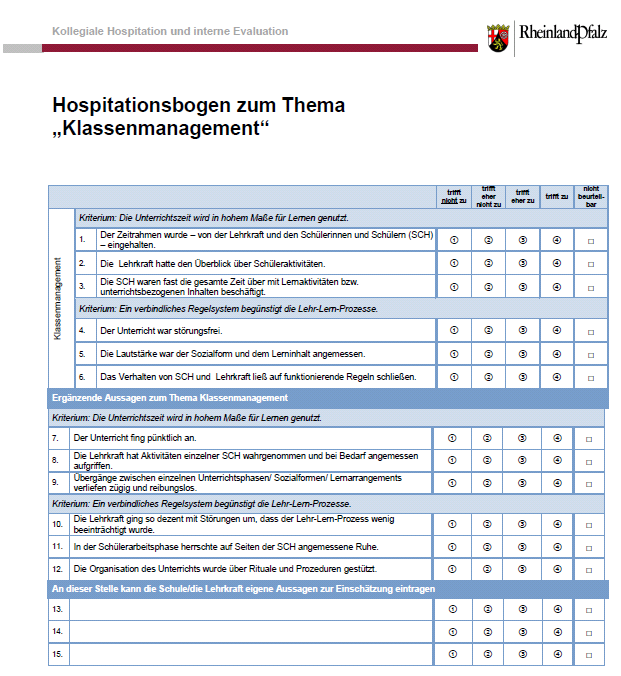 Kollegiale Hospitation und interne Evaluation
RheinlandPfalz
Hospitationsbogen zum Thema
„Klassenmanagement“
trifft nicht zu
trifft eher nicht zu
trifft eher zu
trifft zu
nicht beurteil-bar
Klassenmanagement
Kriterium: Die Unterrichtszeit wird in hohem Maße für Lernen genutzt.
1. Der Zeitrahmen wurde – von der Lehrkraft und den Schülerinnen und Schülern (SCH)
– eingehalten. ① ② ③ ④ □
2. Die Lehrkraft hatte den Überblick über Schüleraktivitäten. ① ② ③ ④ □
3. Die SCH waren fast die gesamte Zeit über mit Lernaktivitäten bzw.
unterrichtsbezogenen Inhalten beschäftigt. ① ② ③ ④ □
Kriterium: Ein verbindliches Regelsystem begünstigt die Lehr-Lern-Prozesse.
4. Der Unterricht war störungsfrei. ① ② ③ ④ □
5. Die Lautstärke war der Sozialform und dem Lerninhalt angemessen. ① ② ③ ④ □
6. Das Verhalten von SCH und Lehrkraft ließ auf funktionierende Regeln schließen. ① ② ③ ④ □
Ergänzende Aussagen zum Thema Klassenmanagement
Kriterium: Die Unterrichtszeit wird in hohem Maße für Lernen genutzt.
7. Der Unterricht fing pünktlich an. ① ② ③ ④ □
8. Die Lehrkraft hat Aktivitäten einzelner SCH wahrgenommen und bei Bedarf angemessen
aufgriffen. ① ② ③ ④ □
9. Übergänge zwischen einzelnen Unterrichtsphasen/ Sozialformen/ Lernarrangements
verliefen zügig und reibungslos. ① ② ③ ④ □
Kriterium: Ein verbindliches Regelsystem begünstigt die Lehr-Lern-Prozesse.
10. Die Lehrkraft ging so dezent mit Störungen um, dass der Lehr-Lern-Prozess wenig
beeinträchtigt wurde. ① ② ③ ④ □
11. In der Schülerarbeitsphase herrschte auf Seiten der SCH angemessene Ruhe. ① ② ③ ④ □
12. Die Organisation des Unterrichts wurde über Rituale und Prozeduren gestützt. ① ② ③ ④ □
An dieser Stelle kann die Schule/die Lehrkraft eigene Aussagen zur Einschätzung eintragen
13. ① ② ③ ④ □
14. ① ② ③ ④ □
15. ① ② ③ ④ □